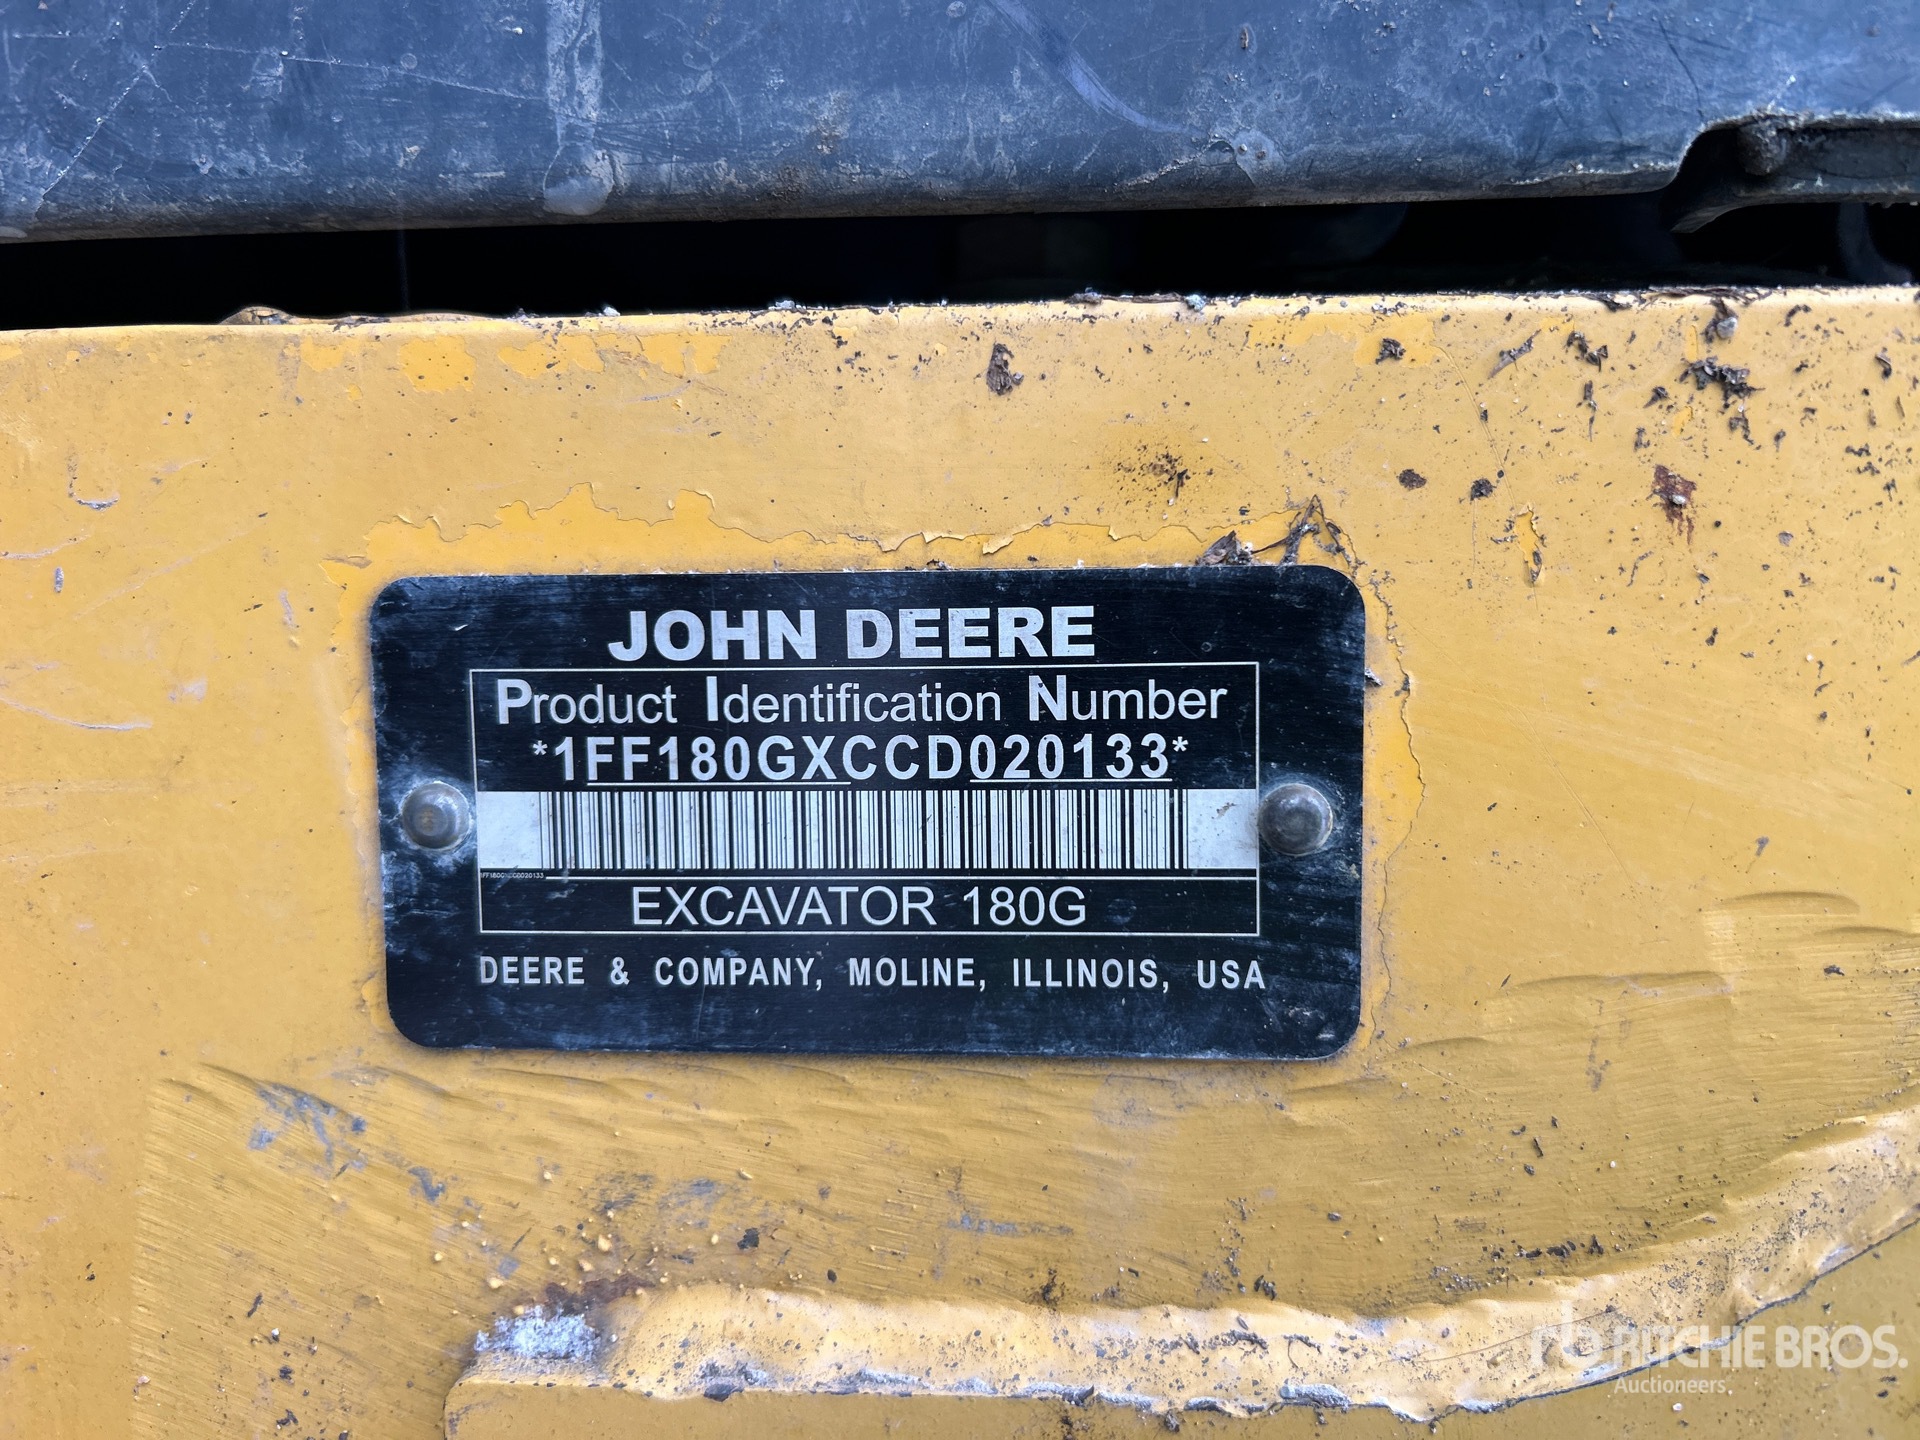 JOHN DEERE
Product Identification Number
*1FF180GXCCD020133*
EXCAVATOR 180G
DEERE & COMPANY, MOLINE, ILLINOIS, USA
RITCHIE BROS.
Auctioneers